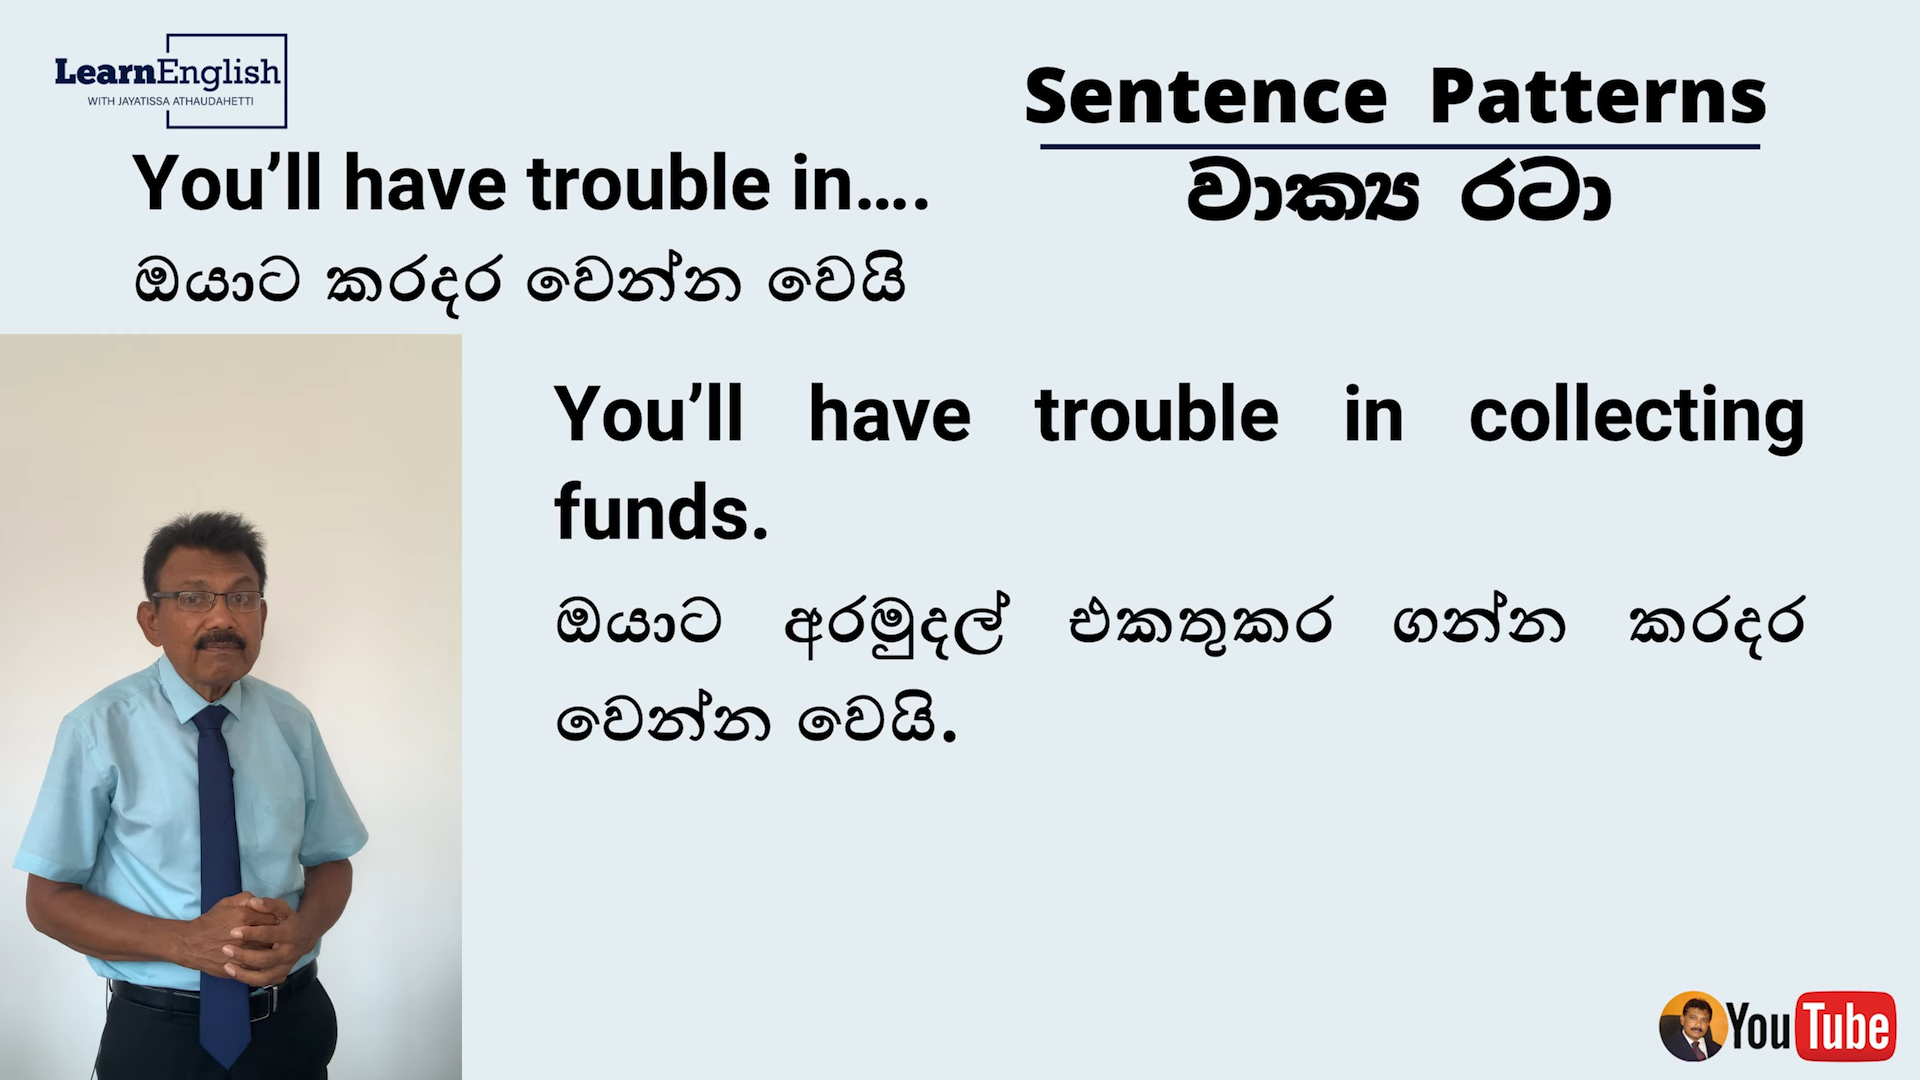 LearnEnglish
WITH JAYATISSA ATHAUDAHETTI
Sentence Patterns
වාක්‍ය රටා
You’ll have trouble in....
ඔයාට කරදර වෙන්න වෙයි
You’ll have trouble in collecting
funds.
ඔයාට අරමුදල් එකතුකර ගන්න කරදර
වෙන්න වෙයි.
YouTube